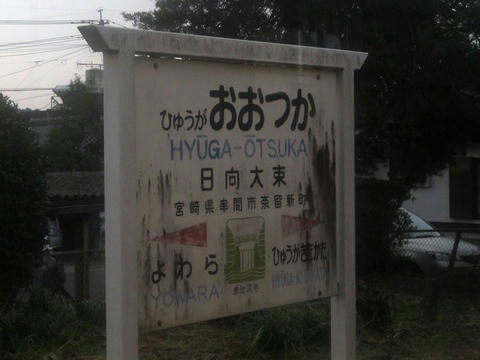 ひゅうが おおつか
HYŪGA-ŌTSUKA
日向大束
宮崎県串間市奈留新町
よわら ひゅうがきたかた
YOWARA HYŪGA-KITAKATA